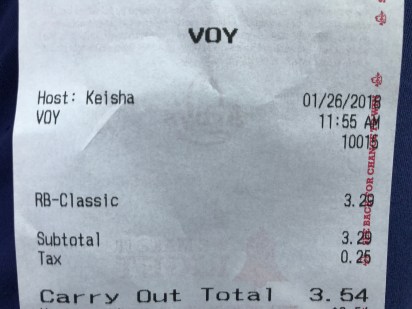 VOY
Host: Keisha
01/26/2018
VOY
11:55 AM
10015
RB-Classic 3.29
Subtotal 3.29
Tax 0.25
Carry Out Total 3.54